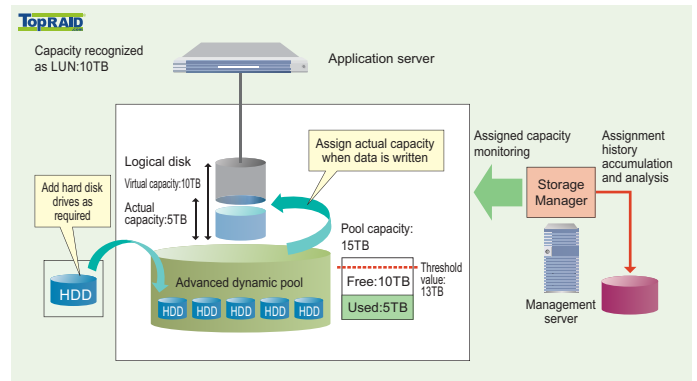 TOPRAID
.com
Capacity recognized
as LUN:10TB
Application server
Assign actual capacity
when data is written
Assigned capacity
monitoring
Assignment
history
accumulation
and analysis
Logical disk
Virtual capacity:10TB
Actual
capacity:5TB
Add hard disk
drives as
required
Storage
Manager
Pool capacity:
15TB
Threshold
value:
13TB
Free:10TB
Used:5TB
Advanced dynamic pool
HDD
HDD HDD HDD HDD HDD
Management
server